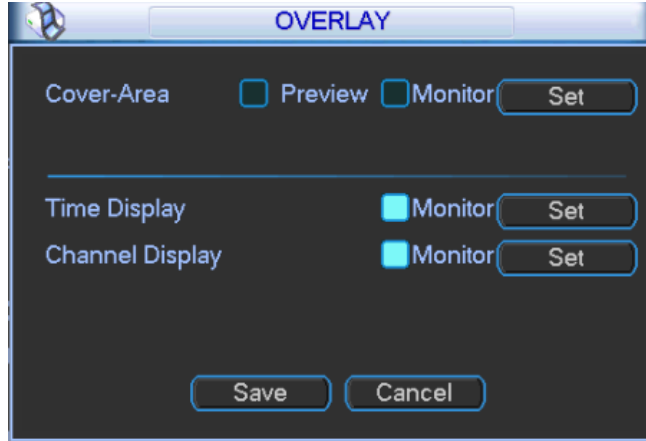 OVERLAY
Cover-Area Preview Monitor Set
Time Display Monitor Set
Channel Display Monitor Set
Save Cancel